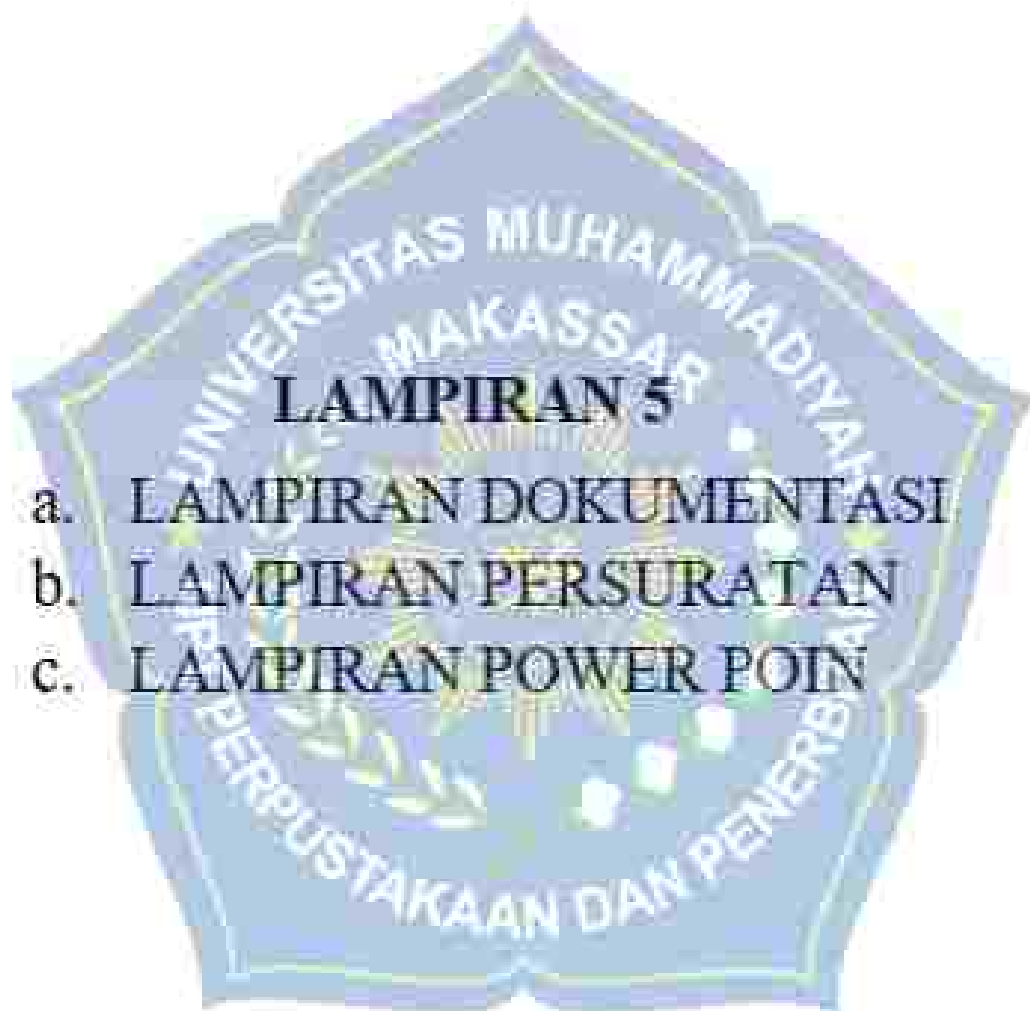 UNIVERSITAS MUHAMMADIYAH
MAKASSAR
LAMPIRAN 5
a. LAMPIRAN DOKUMENTASI
b. LAMPIRAN PERSURATAN
c. LAMPIRAN POWER POIN
PERPUSTAKAAN DAN PENERBITAN